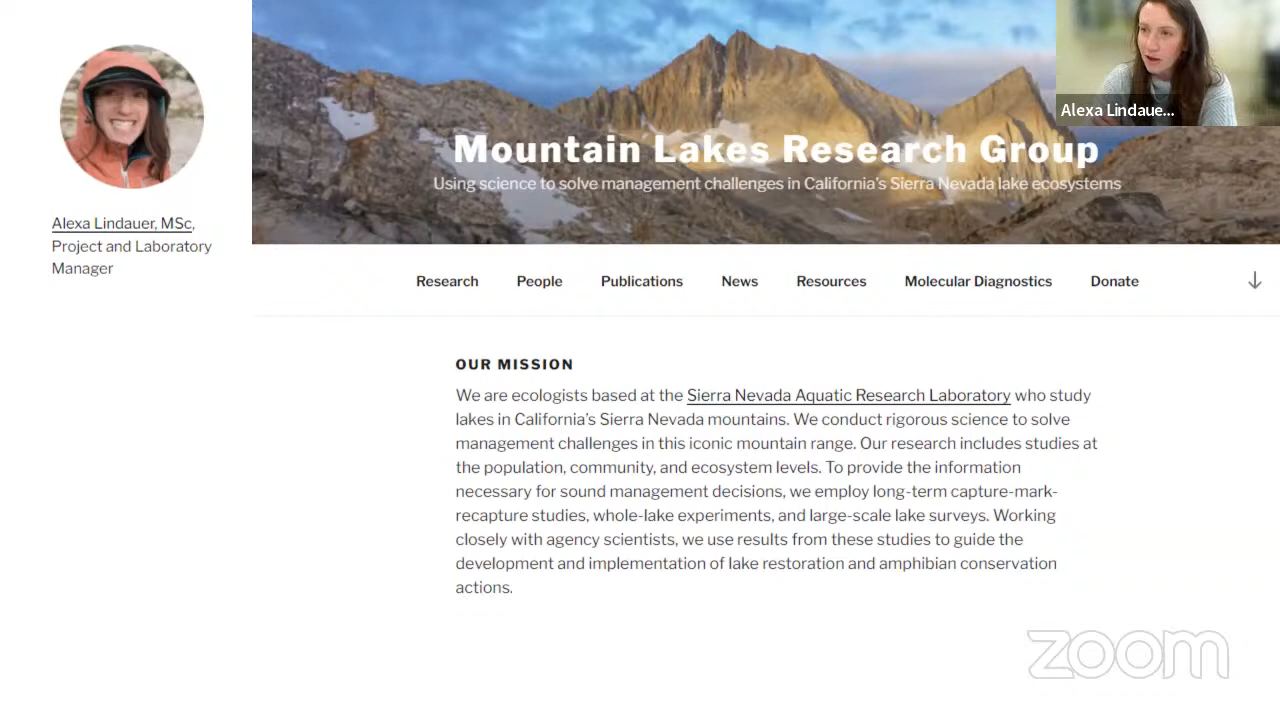 Alexa Lindaue...
Mountain Lakes Research Group
Using science to solve management challenges in California's Sierra Nevada lake ecosystems
Alexa Lindauer, MSc,
Project and Laboratory
Manager
Research People Publications News Resources Molecular Diagnostics Donate
OUR MISSION
We are ecologists based at the Sierra Nevada Aquatic Research Laboratory who study
lakes in California's Sierra Nevada mountains. We conduct rigorous science to solve
management challenges in this iconic mountain range. Our research includes studies at
the population, community, and ecosystem levels. To provide the information
necessary for sound management decisions, we employ long-term capture-mark-
recapture studies, whole-lake experiments, and large-scale lake surveys. Working
closely with agency scientists, we use results from these studies to guide the
development and implementation of lake restoration and amphibian conservation
actions.
zoom